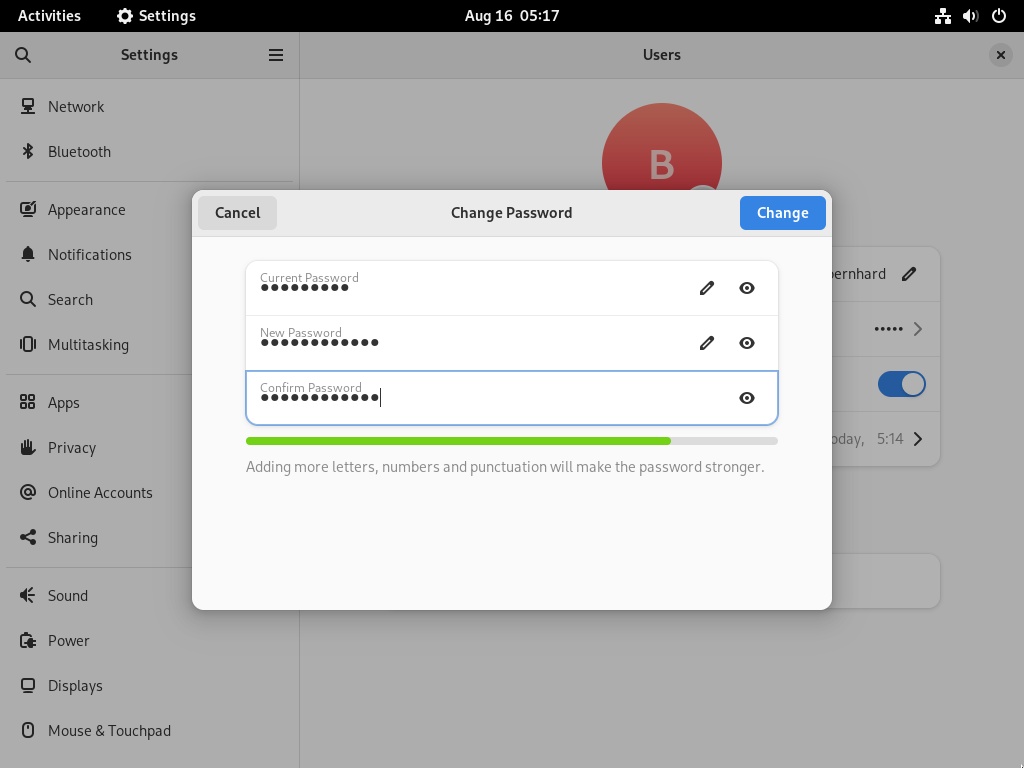 Activities
Settings
Aug 16 05:17
Settings
Users
Network
Bluetooth
Appearance
Notifications
Search
Multitasking
Apps
Privacy
Online Accounts
Sharing
Sound
Power
Displays
Mouse & Touchpad
B
Cancel
Change Password
Change
Current Password
●●●●●●●●●
New Password
●●●●●●●●●●●●
Confirm Password
●●●●●●●●●●●●
Adding more letters, numbers and punctuation will make the password stronger.
ernhard
•••••
oday, 5:14